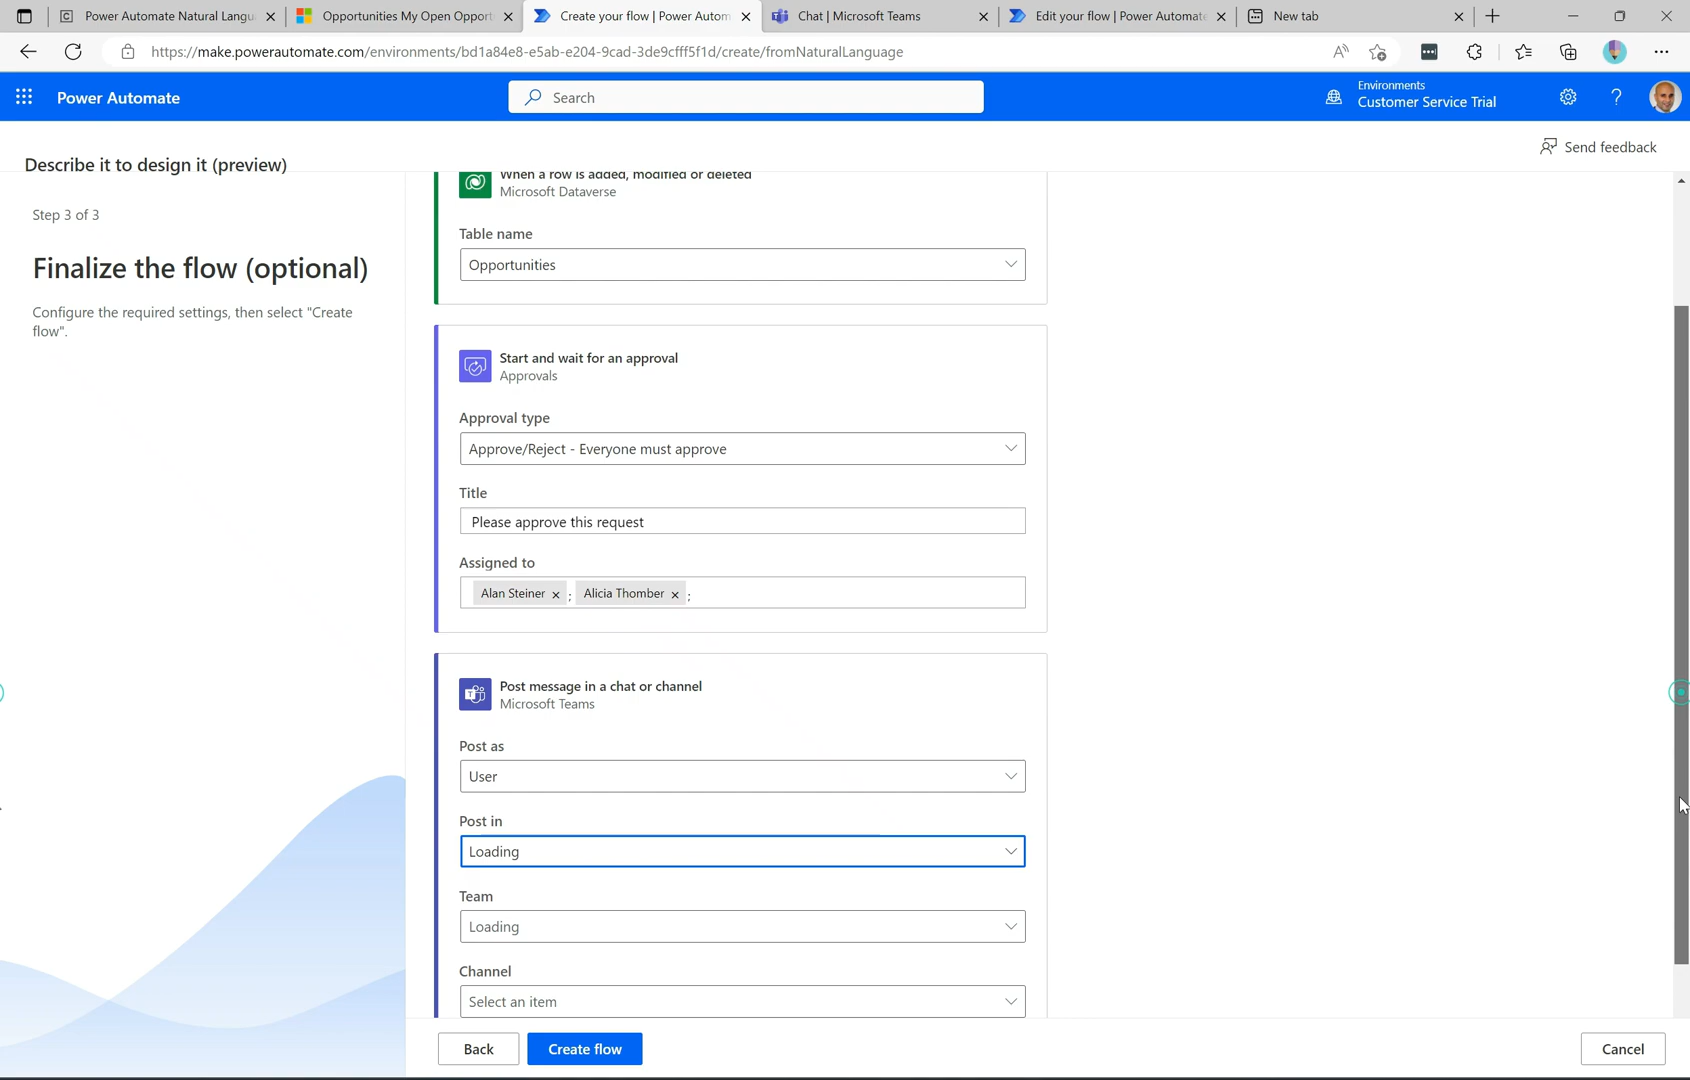 Power Automate Natural Langu
Opportunities My Open Opport
Create your flow | Power Autom
Chat | Microsoft Teams
Edit your flow | Power Automate
New tab
https://make.powerautomate.com/environments/bd1a84e8-e5ab-e204-9cad-3de9cfff5f1d/create/fromNaturalLanguage
Power Automate
Search
Environments
Customer Service Trial
Send feedback
Describe it to design it (preview)
Step 3 of 3
Finalize the flow (optional)
Configure the required settings, then select "Create
flow".
When a row is added, modified or deleted
Microsoft Dataverse
Table name
Opportunities
Start and wait for an approval
Approvals
Approval type
Approve/Reject - Everyone must approve
Title
Please approve this request
Assigned to
Alan Steiner × ; Alicia Thomber × ;
Post message in a chat or channel
Microsoft Teams
Post as
User
Post in
Loading
Team
Loading
Channel
Select an item
Back
Create flow
Cancel